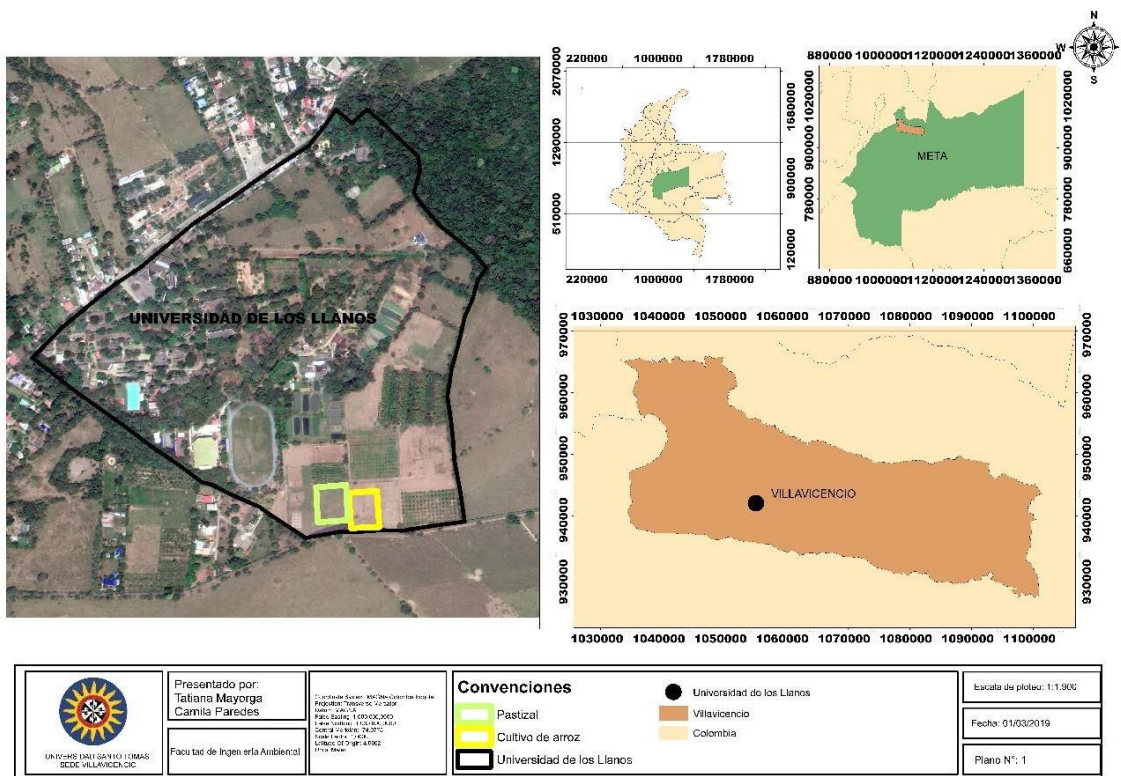 N
W
S
220000 1000000 1780000
2070000
1290000
510000
1680000
900000
120000
220000 1000000 1780000
880000 1000000 1120000 1240000 1360000
1020000
900000
780000
1020000
900000
780000
660000
META
880000 1000000 1120000 1240000 1360000
UNIVERSIDAD DE LOS LLANOS
1030000 1040000 1050000 1060000 1070000 1080000 1090000 1100000
970000
960000
950000
940000
930000
970000
960000
950000
940000
930000
VILLAVICENCIO
1030000 1040000 1050000 1060000 1070000 1080000 1090000 1100000
UNIVERSIDAD SANTO TOMAS
SEDE VILLAVICENCIO
Presentado por:
Tatiana Mayorga
Camila Paredes
Facultad de Ingenieria Ambiental
Convenciones
Pastizal
Cultivo de arroz
Universidad de los Llanos
Universidad de los Llanos
Villavicencio
Colombia
Escala de ploteo: 1:1.900
Fecha: 01/03/2019
Plano N°: 1